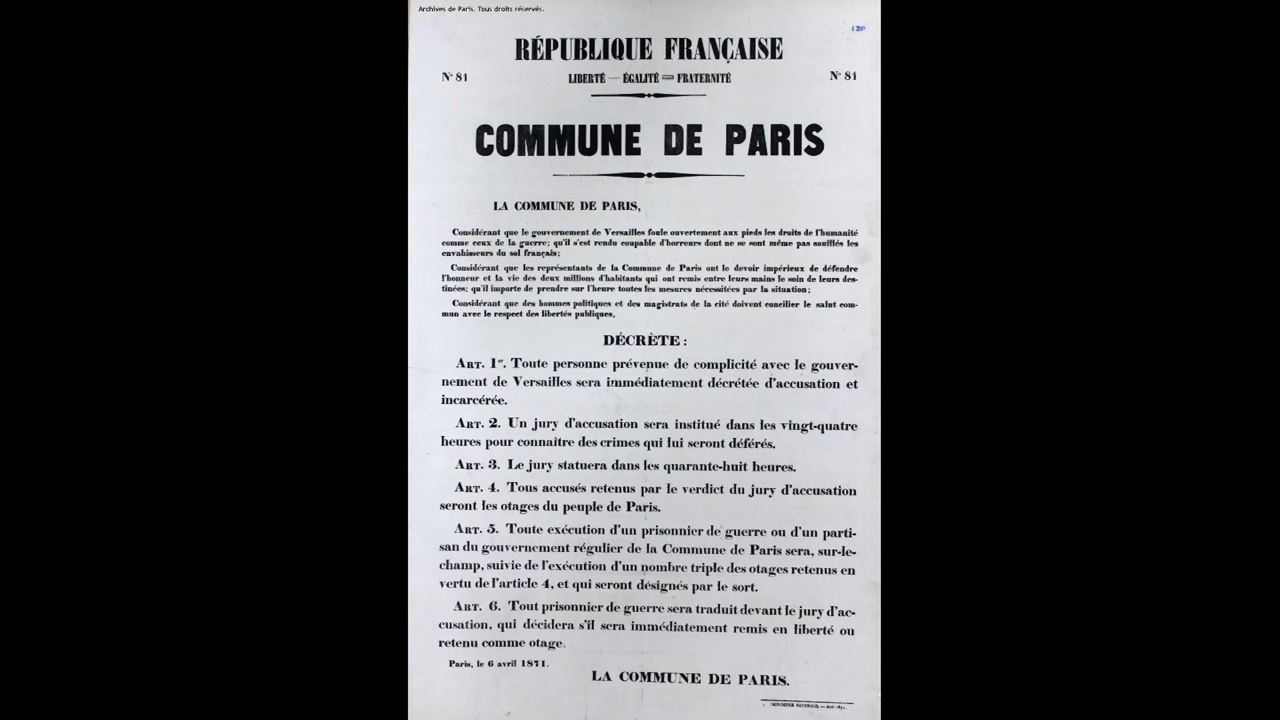 Archives de Paris. Tous droits réservés.
120
RÉPUBLIQUE FRANÇAISE
N° 81 LIBERTÉ — ÉGALITÉ — FRATERNITÉ N° 81
COMMUNE DE PARIS
LA COMMUNE DE PARIS,
Considérant que le gouvernement de Versailles foule ouvertement aux pieds les droits de l'humanité
comme ceux de la guerre; qu'il s'est rendu coupable d'horreurs dont ne se sont même pas souillés les
envahisseurs du sol français;
Considérant que les représentants de la Commune de Paris ont le devoir impérieux de défendre
l'honneur et la vie des deux millions d'habitants qui ont remis entre leurs mains le soin de leurs des-
tinées; qu'il importe de prendre sur l'heure toutes les mesures nécessitées par la situation;
Considérant que des hommes politiques et des magistrats de la cité doivent concilier le salut com-
mun avec le respect des libertés publiques,
DÉCRÈTE :
ART. 1er. Toute personne prévenue de complicité avec le gouver-
nement de Versailles sera immédiatement décrétée d'accusation et
incarcérée.
ART. 2. Un jury d'accusation sera institué dans les vingt-quatre
heures pour connaître des crimes qui lui seront déférés.
ART. 3. Le jury statuera dans les quarante-huit heures.
ART. 4. Tous accusés retenus par le verdict du jury d'accusation
seront les otages du peuple de Paris.
ART. 5. Toute exécution d'un prisonnier de guerre ou d'un parti-
san du gouvernement régulier de la Commune de Paris sera, sur-le-
champ, suivie de l'exécution d'un nombre triple des otages retenus en
vertu de l'article 4, et qui seront désignés par le sort.
ART. 6. Tout prisonnier de guerre sera traduit devant le jury d'ac-
cusation, qui décidera s'il sera immédiatement remis en liberté ou
retenu comme otage.
Paris, le 6 avril 1871.
LA COMMUNE DE PARIS.
IMPRIMERIE NATIONALE. — Avril 1871.